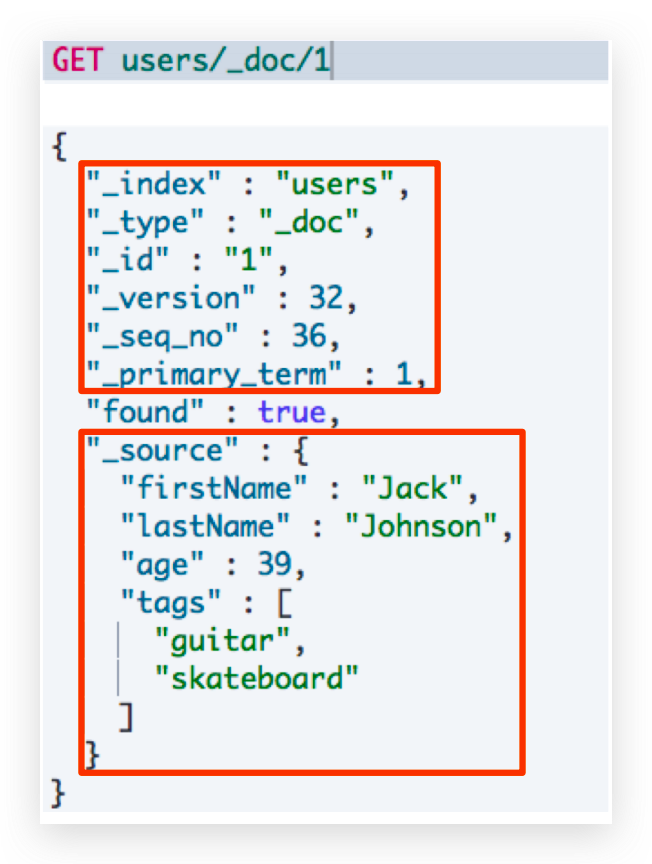 GET users/_doc/1
{
"_index" : "users",
"_type" : "_doc",
"_id" : "1",
"_version" : 32,
"_seq_no" : 36,
"_primary_term" : 1,
"found" : true,
"_source" : {
"firstName" : "Jack",
"lastName" : "Johnson",
"age" : 39,
"tags" : [
"guitar",
"skateboard"
]
}
}